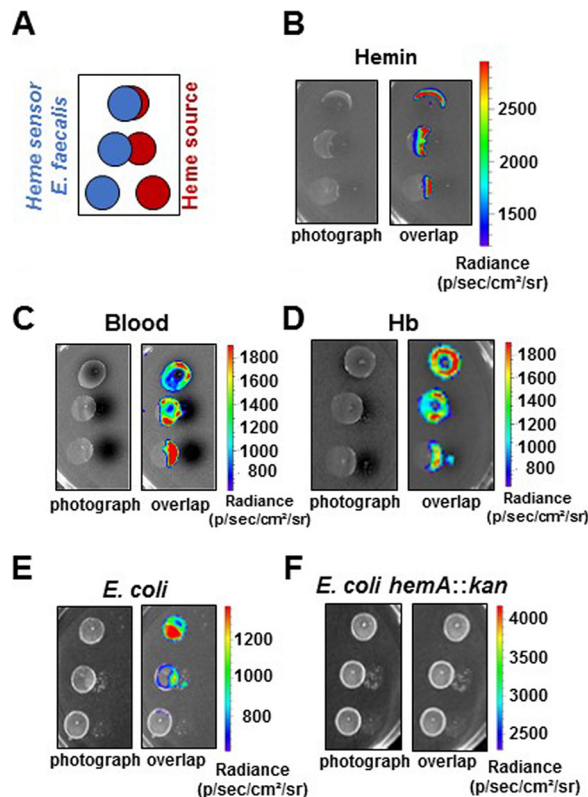 A
Heme sensor
E. faecalis
Heme source
B
Hemin
2500
2000
1500
photograph
overlap
Radiance
(p/sec/cm²/sr)
C
Blood
1800
1600
1400
1200
1000
800
photograph
overlap
Radiance
(p/sec/cm²/sr)
D
Hb
1800
1600
1400
1200
1000
800
photograph
overlap
Radiance
(p/sec/cm²/sr)
E
E. coli
1200
1000
800
photograph
overlap
Radiance
(p/sec/cm²/sr)
F
E. coli hemA::kan
4000
3500
3000
2500
photograph
overlap
Radiance
(p/sec/cm²/sr)